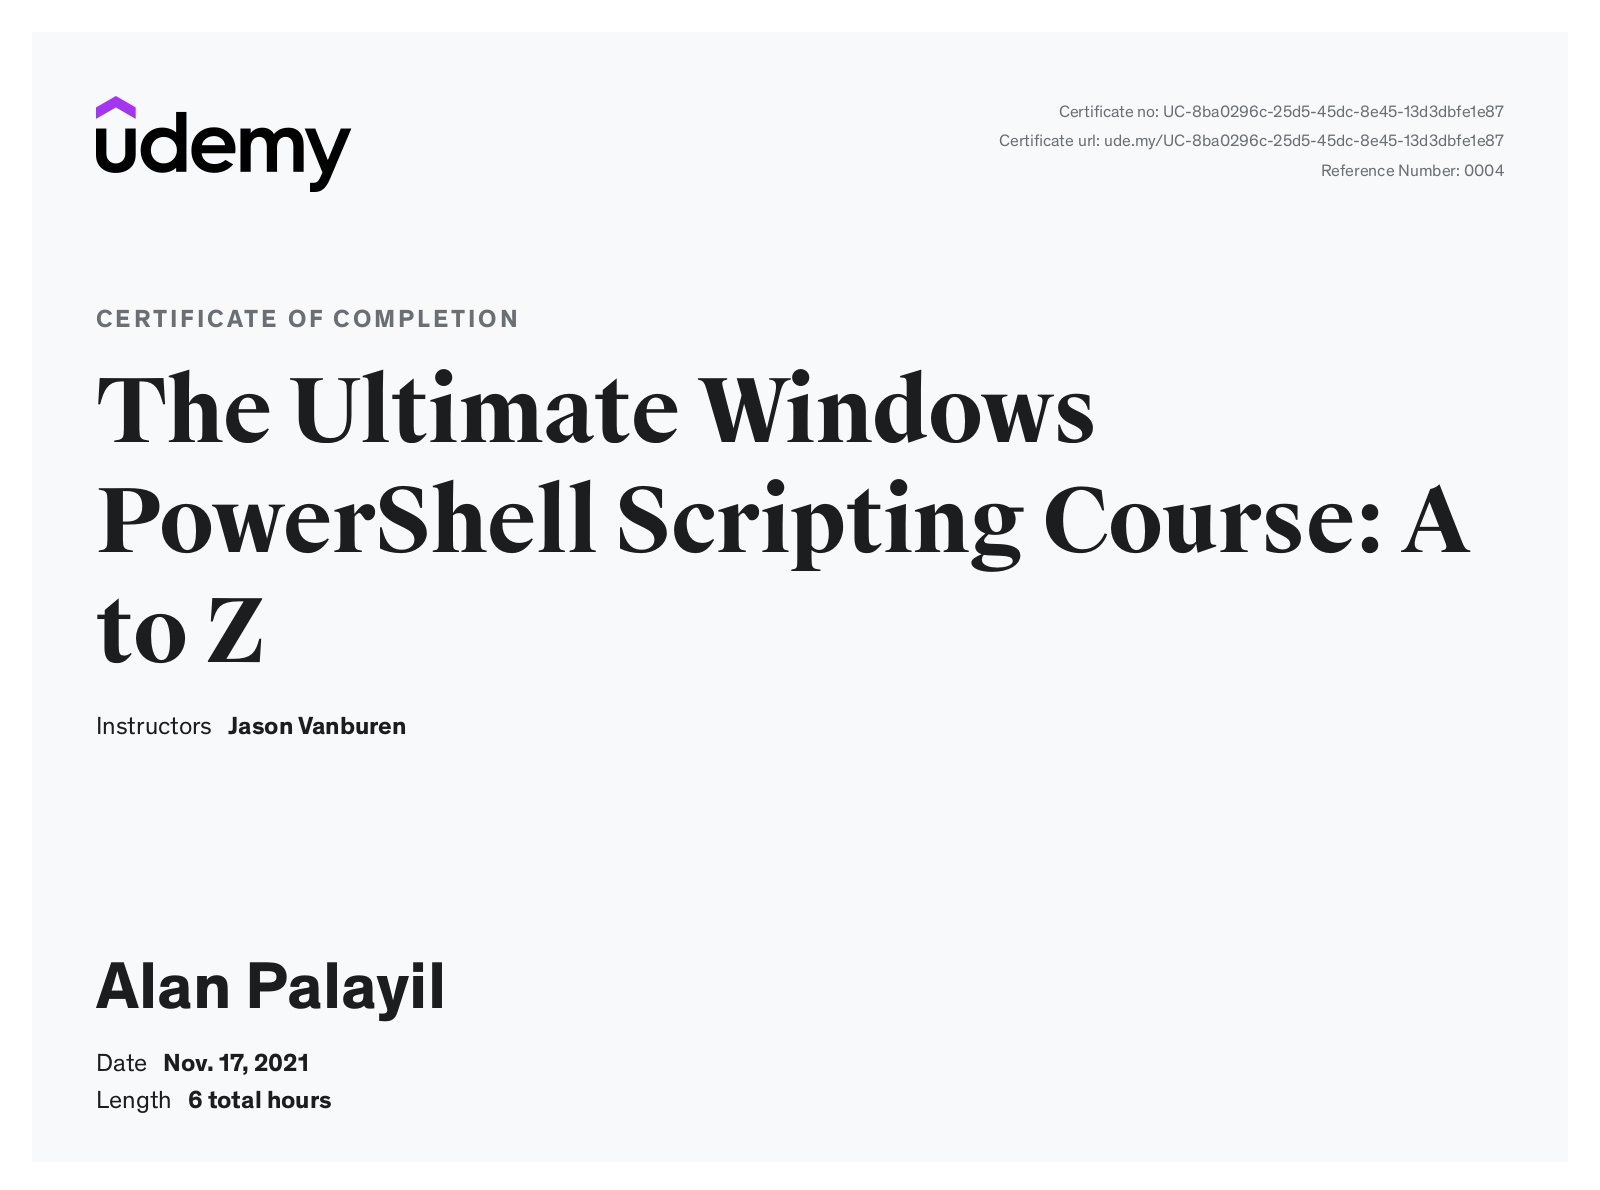 udemy
Certificate no: UC-8ba0296c-25d5-45dc-8e45-13d3dbfe1e87
Certificate url: ude.my/UC-8ba0296c-25d5-45dc-8e45-13d3dbfe1e87
Reference Number: 0004
CERTIFICATE OF COMPLETION
The Ultimate Windows
PowerShell Scripting Course: A
to Z
Instructors Jason Vanburen
Alan Palayil
Date Nov. 17, 2021
Length 6 total hours